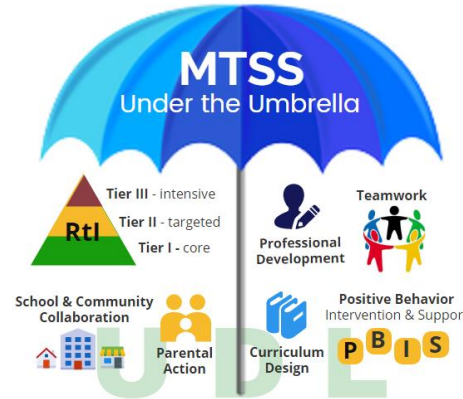 MTSS
Under the Umbrella
Tier III - intensive
Tier II - targeted
Tier I - core
RtI
Professional
Development
Teamwork
School & Community
Collaboration
Parental
Action
Curriculum
Design
Positive Behavior
Intervention & Suppor
P B I S
UDL